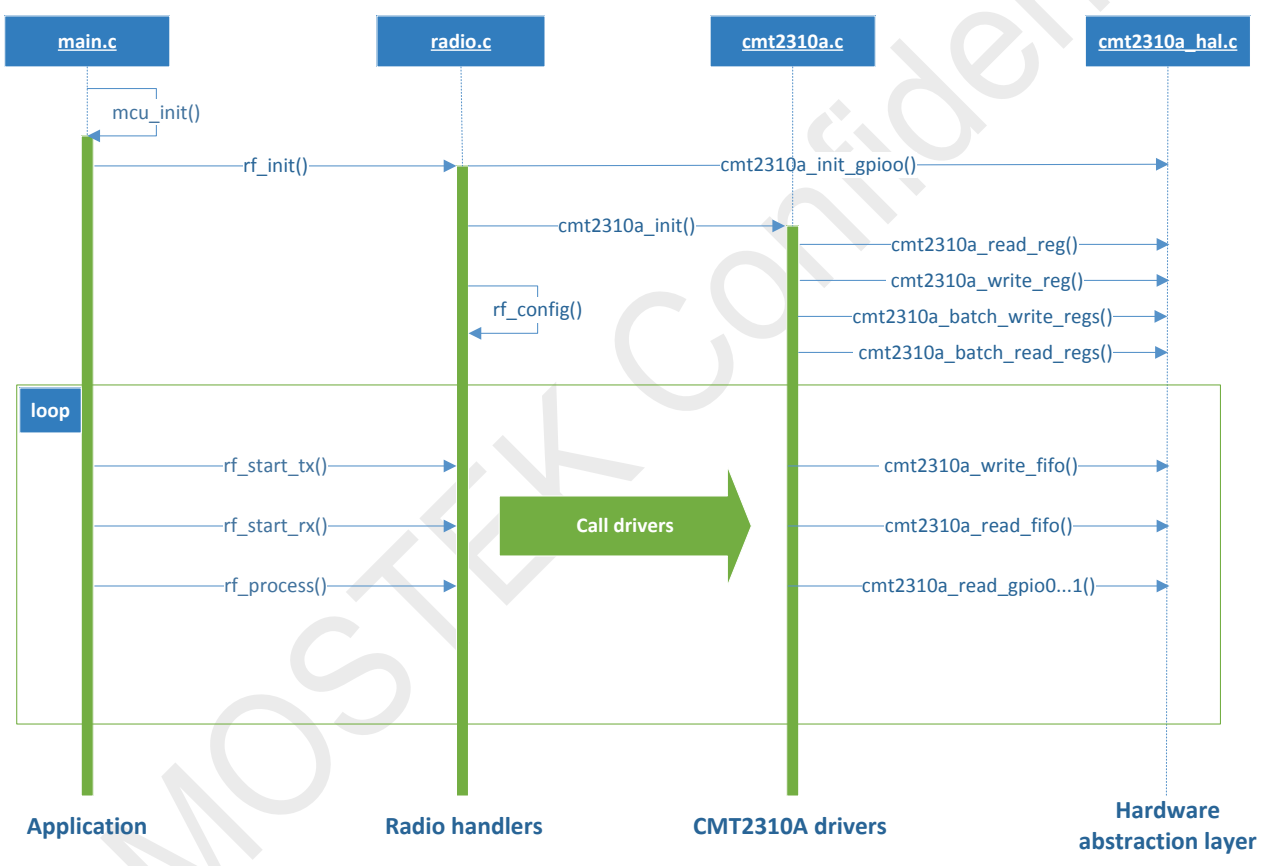 main.c
radio.c
cmt2310a.c
cmt2310a_hal.c
mcu_init()
rf_init()
cmt2310a_init_gpioo()
cmt2310a_init()
cmt2310a_read_reg()
cmt2310a_write_reg()
rf_config()
cmt2310a_batch_write_regs()
cmt2310a_batch_read_regs()
loop
rf_start_tx()
cmt2310a_write_fifo()
rf_start_rx()
Call drivers
cmt2310a_read_fifo()
rf_process()
cmt2310a_read_gpio0...1()
Application
Radio handlers
CMT2310A drivers
Hardware
abstraction layer
MOSTEK Confiden